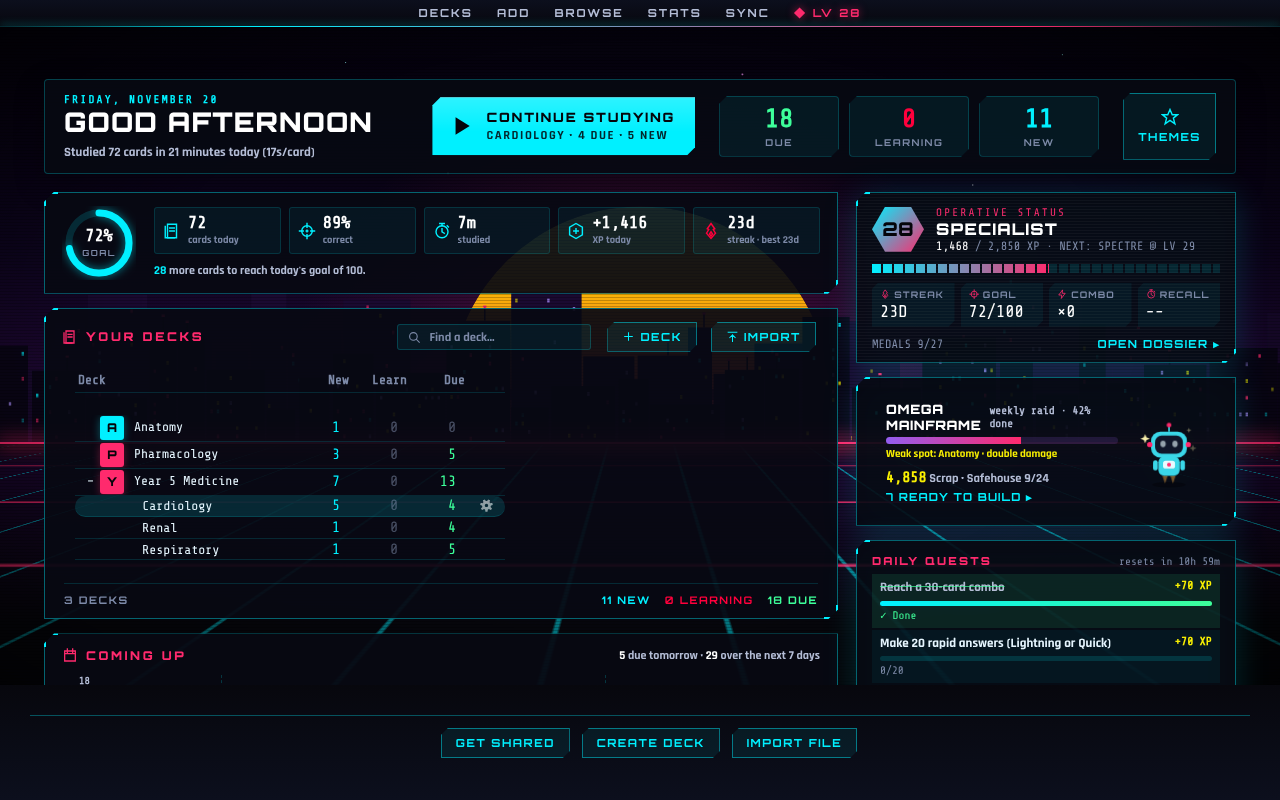 DECKS ADD BROWSE STATS SYNC ◆ LV 28
FRIDAY, NOVEMBER 20
GOOD AFTERNOON
Studied 72 cards in 21 minutes today (17s/card)
CONTINUE STUDYING
CARDIOLOGY · 4 DUE · 5 NEW
18
DUE
0
LEARNING
11
NEW
THEMES
72%
GOAL
72
cards today
89%
correct
7m
studied
+1,416
XP today
23d
streak · best 23d
28 more cards to reach today's goal of 100.
28
OPERATIVE STATUS
SPECIALIST
1,468 / 2,850 XP · NEXT: SPECTRE @ LV 29
STREAK
23D
GOAL
72/100
COMBO
×0
RECALL
--
MEDALS 9/27
OPEN DOSSIER ▸
YOUR DECKS
Find a deck...
+ DECK
IMPORT
Deck New Learn Due
A Anatomy 1 0 0
P Pharmacology 3 0 5
− Y Year 5 Medicine 7 0 13
Cardiology 5 0 4
Renal 1 0 4
Respiratory 1 0 5
3 DECKS
11 NEW 0 LEARNING 18 DUE
OMEGA MAINFRAME
weekly raid · 42% done
Weak spot: Anatomy · double damage
4,858 Scrap · Safehouse 9/24
7 READY TO BUILD ▸
DAILY QUESTS
resets in 10h 59m
Reach a 30-card combo +70 XP
✓ Done
Make 20 rapid answers (Lightning or Quick) +70 XP
0/20
COMING UP
5 due tomorrow · 29 over the next 7 days
18
GET SHARED
CREATE DECK
IMPORT FILE